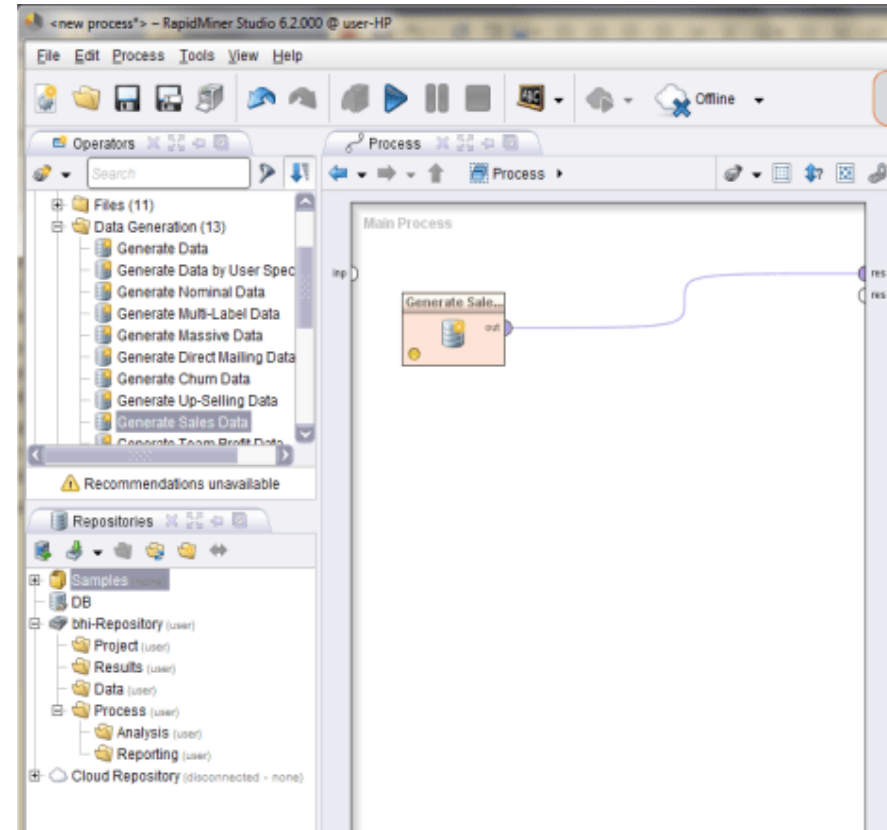 <new process*> – RapidMiner Studio 6.2.000 @ user-HP
File Edit Process Tools View Help
Offline
Operators
Process
Search
Process
Files (11)
Data Generation (13)
Generate Data
Generate Data by User Spec
Generate Nominal Data
Generate Multi-Label Data
Generate Massive Data
Generate Direct Mailing Data
Generate Churn Data
Generate Up-Selling Data
Generate Sales Data
Generate Team Profit Data
Recommendations unavailable
Main Process
inp
res
res
Generate Sale...
out
Repositories
Samples (none)
DB
bhi-Repository (user)
Project (user)
Results (user)
Data (user)
Process (user)
Analysis (user)
Reporting (user)
Cloud Repository (disconnected - none)